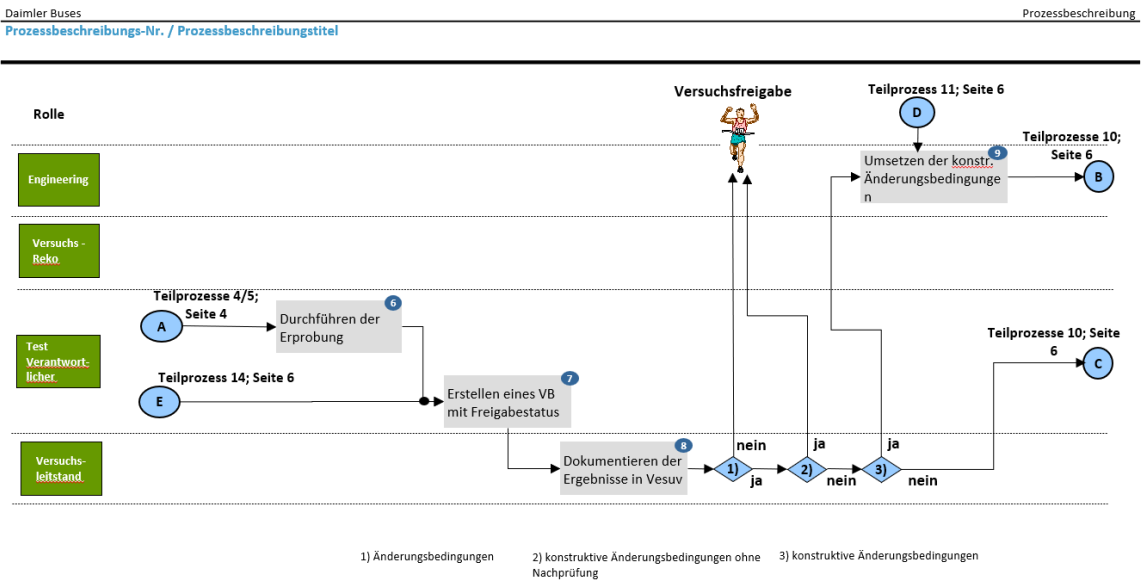 Daimler Buses
Prozessbeschreibung
Prozessbeschreibungs-Nr. / Prozessbeschreibungstitel
Rolle
Versuchsfreigabe
Teilprozess 11; Seite 6
D
Teilprozesse 10;
Seite 6
Engineering
9
Umsetzen der konstr.
Änderungsbedingunge
n
B
Versuchs -
Reko
Teilprozesse 4/5;
Seite 4
A
6
Durchführen der
Erprobung
Test
Verantwort-
licher
Teilprozesse 10; Seite
6
C
Teilprozess 14; Seite 6
E
7
Erstellen eines VB
mit Freigabestatus
Versuchs-
leitstand
8
Dokumentieren der
Ergebnisse in Vesuv
nein
1)
ja
ja
2)
nein
ja
3)
nein
1) Änderungsbedingungen
2) konstruktive Änderungsbedingungen ohne
Nachprüfung
3) konstruktive Änderungsbedingungen